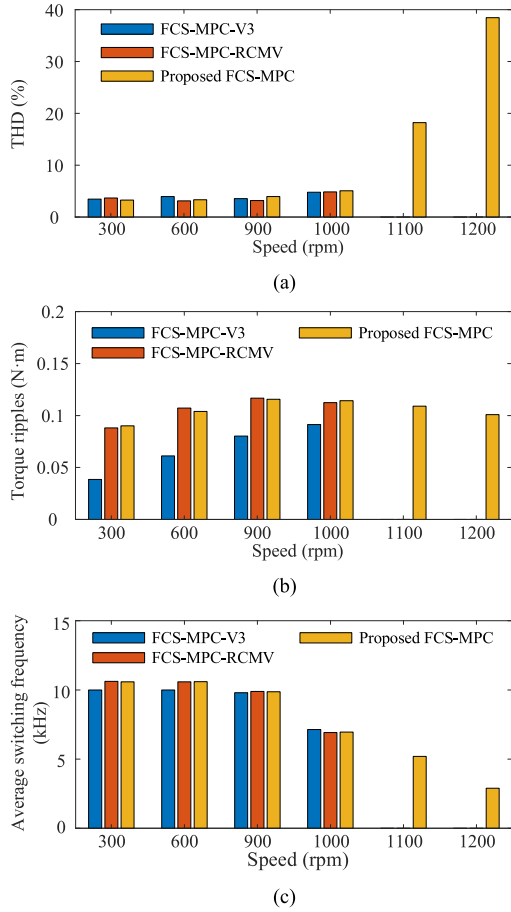 40
30
20
10
0
THD (%)
FCS-MPC-V3
FCS-MPC-RCMV
Proposed FCS-MPC
300 600 900 1000 1100 1200
Speed (rpm)
(a)
0.2
0.15
0.1
0.05
0
Torque ripples (N·m)
FCS-MPC-V3 Proposed FCS-MPC
FCS-MPC-RCMV
300 600 900 1000 1100 1200
Speed (rpm)
(b)
15
10
5
0
Average switching frequency
(kHz)
FCS-MPC-V3 Proposed FCS-MPC
FCS-MPC-RCMV
300 600 900 1000 1100 1200
Speed (rpm)
(c)